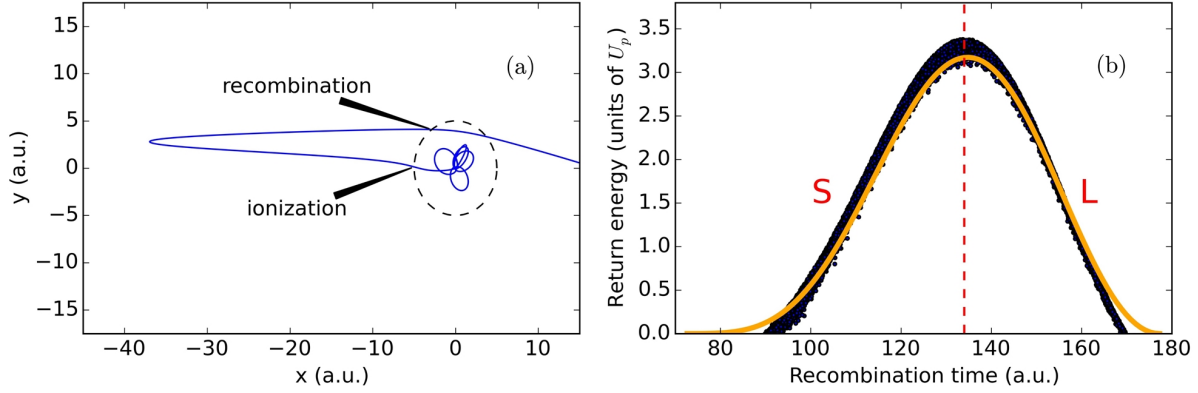 15
10
5
0
−5
−10
−15
−40
−30
−20
−10
0
10
x (a.u.)
y (a.u.)
(a)
recombination
ionization
3.5
3.0
2.5
2.0
1.5
1.0
0.5
0.0
80
100
120
140
160
180
Recombination time (a.u.)
Return energy (units of Up)
(b)
S
L